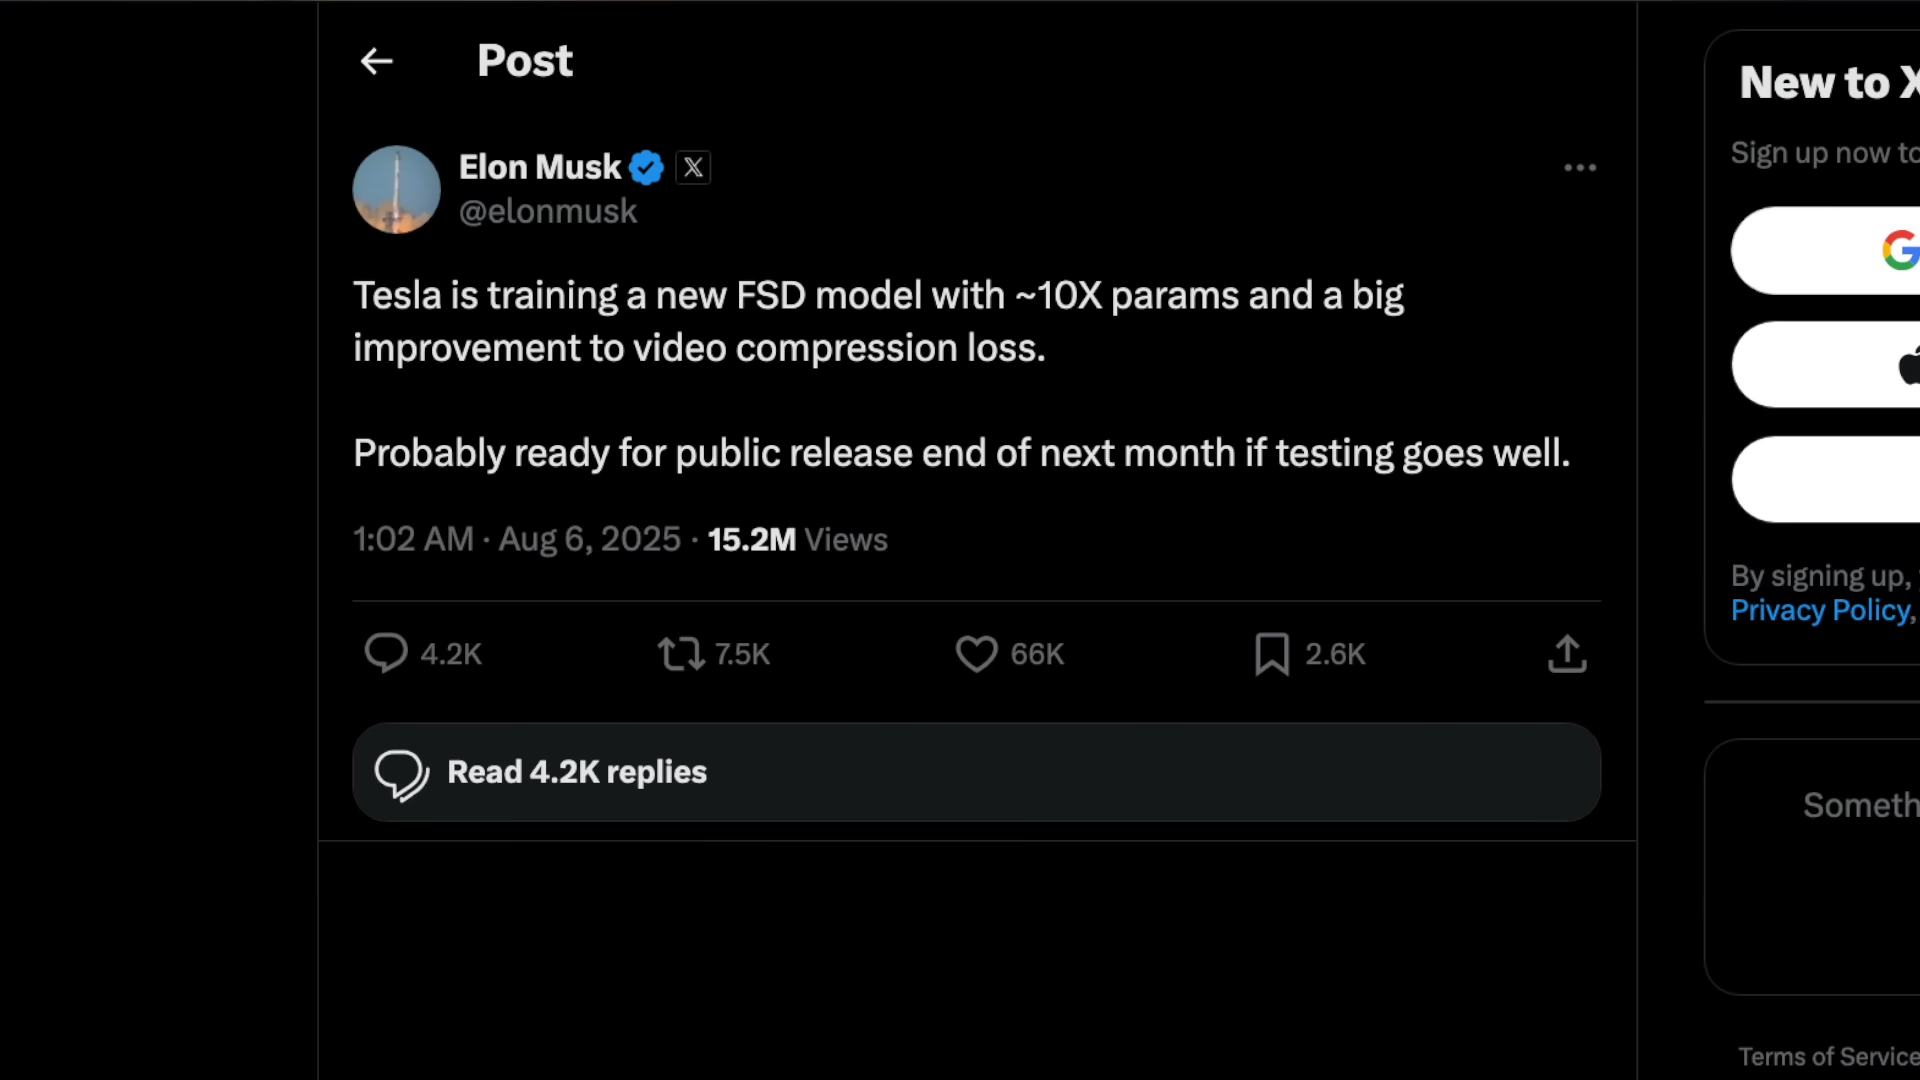 Post
Elon Musk
@elonmusk
Tesla is training a new FSD model with ~10X params and a big
improvement to video compression loss.
Probably ready for public release end of next month if testing goes well.
1:02 AM · Aug 6, 2025 · 15.2M Views
4.2K 7.5K 66K 2.6K
Read 4.2K replies
New to X
Sign up now to
By signing up,
Privacy Policy,
Someth
Terms of Service